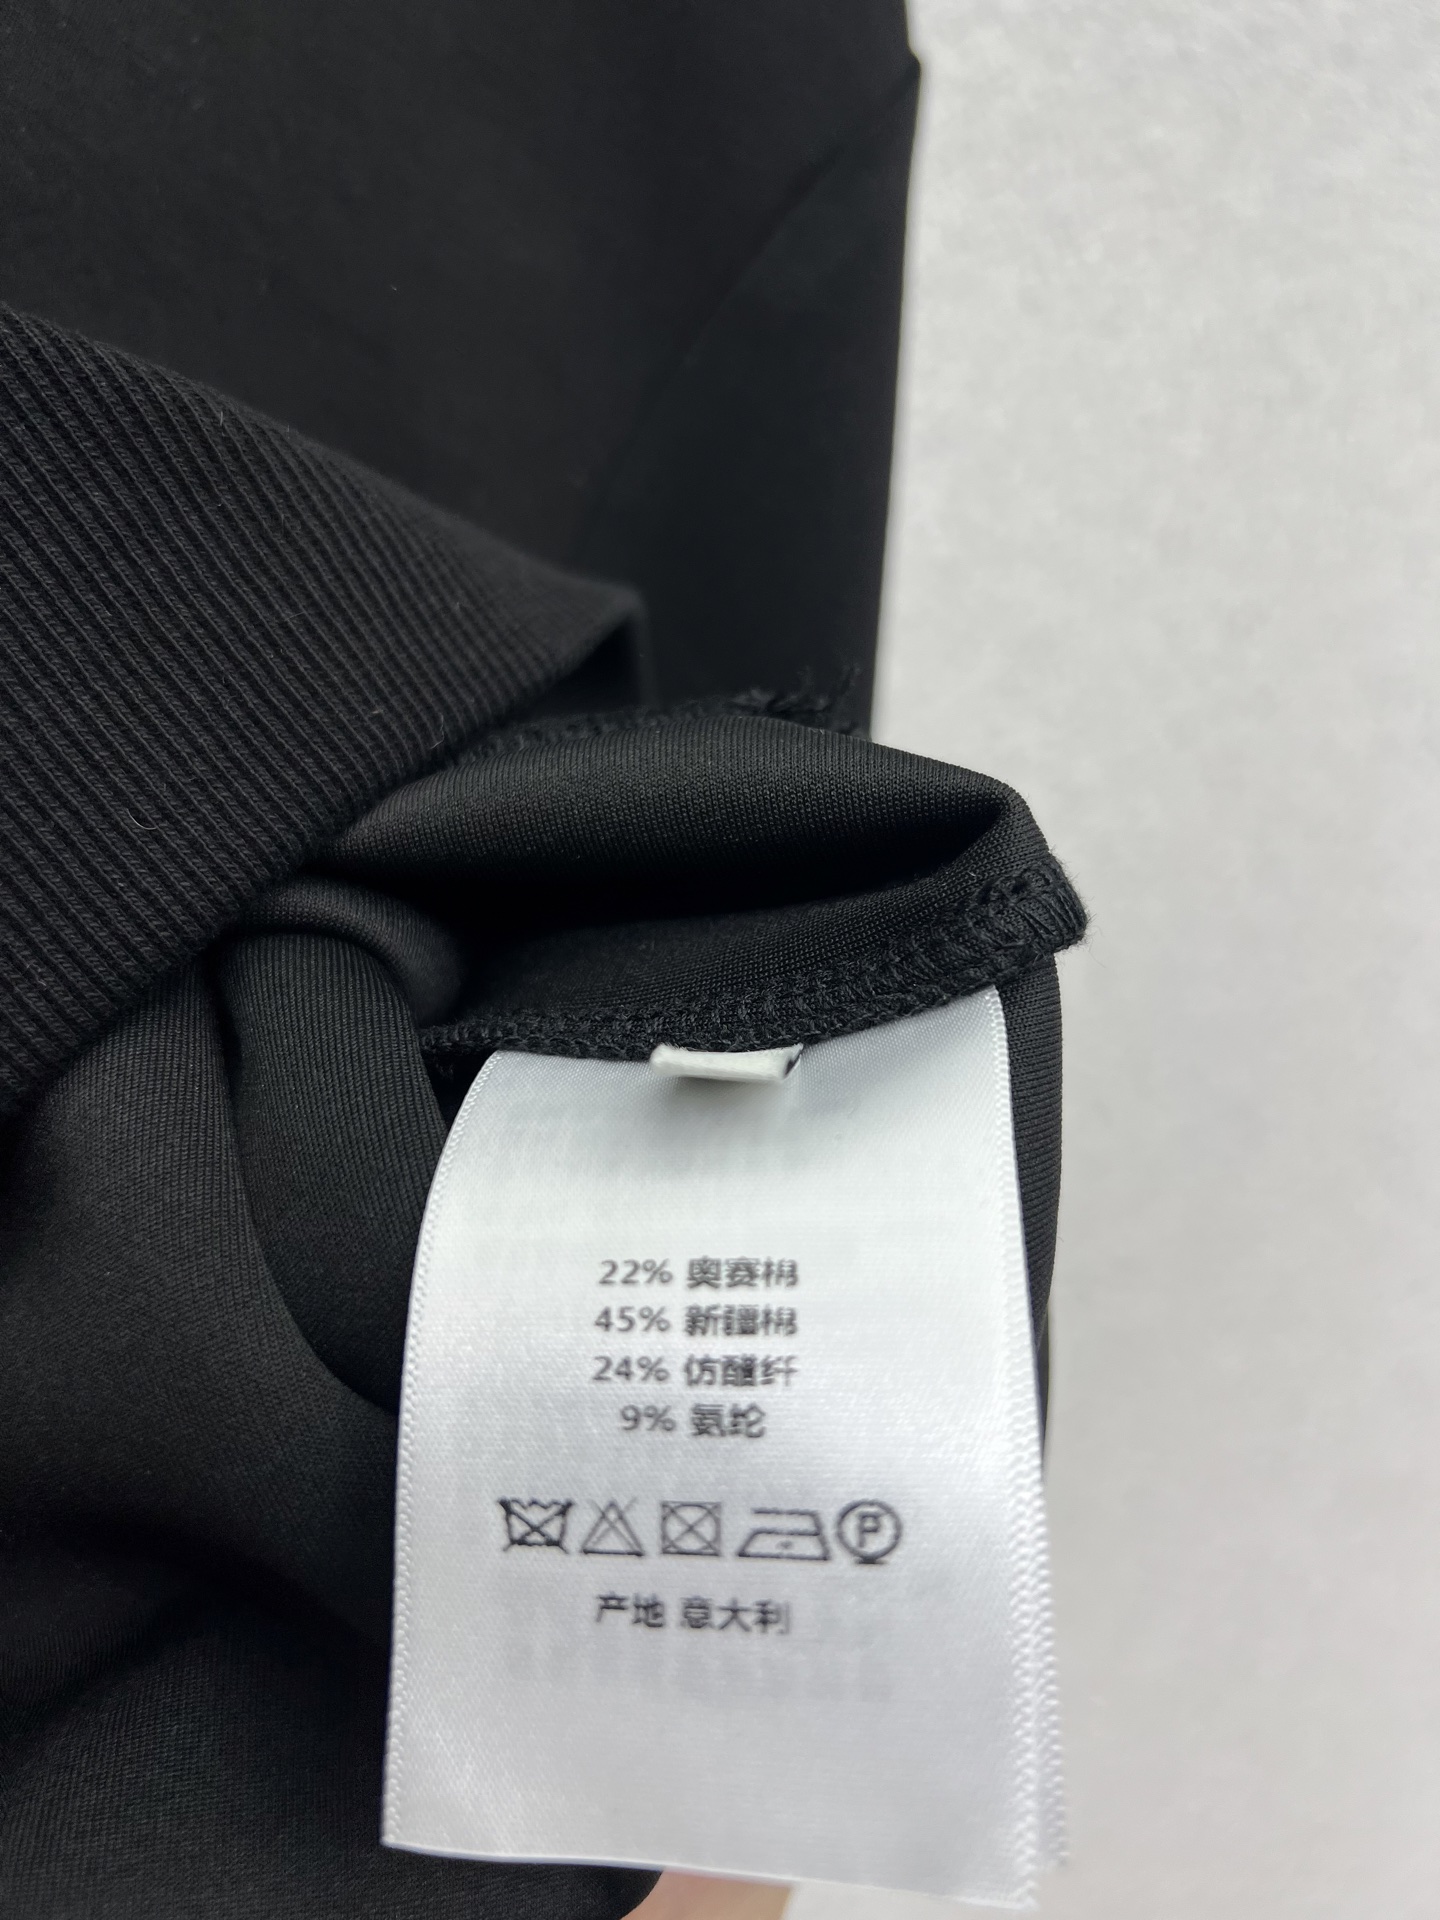 22% 奥赛棉
45% 新疆棉
24% 仿醋纤
9% 氨纶
P
产地 意大利